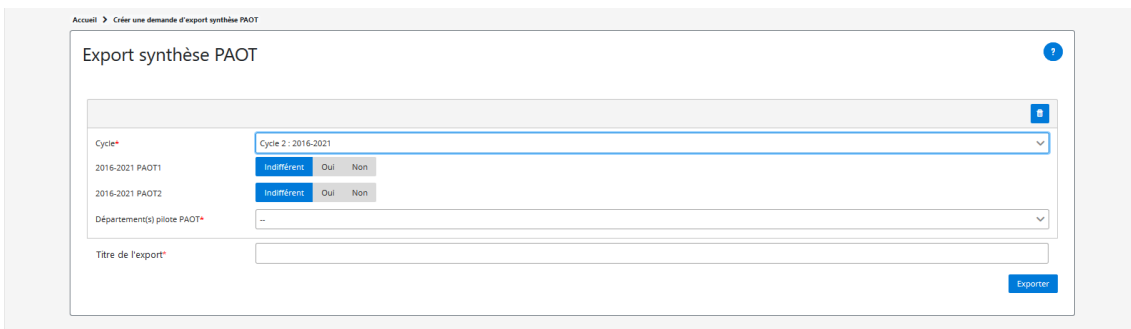 Accueil ❯ Créer une demande d'export synthèse PAOT
Export synthèse PAOT
?
Cycle*
Cycle 2 : 2016-2021
2016-2021 PAOT1
Indifférent Oui Non
2016-2021 PAOT2
Indifférent Oui Non
Département(s) pilote PAOT*
--
Titre de l'export*
Exporter